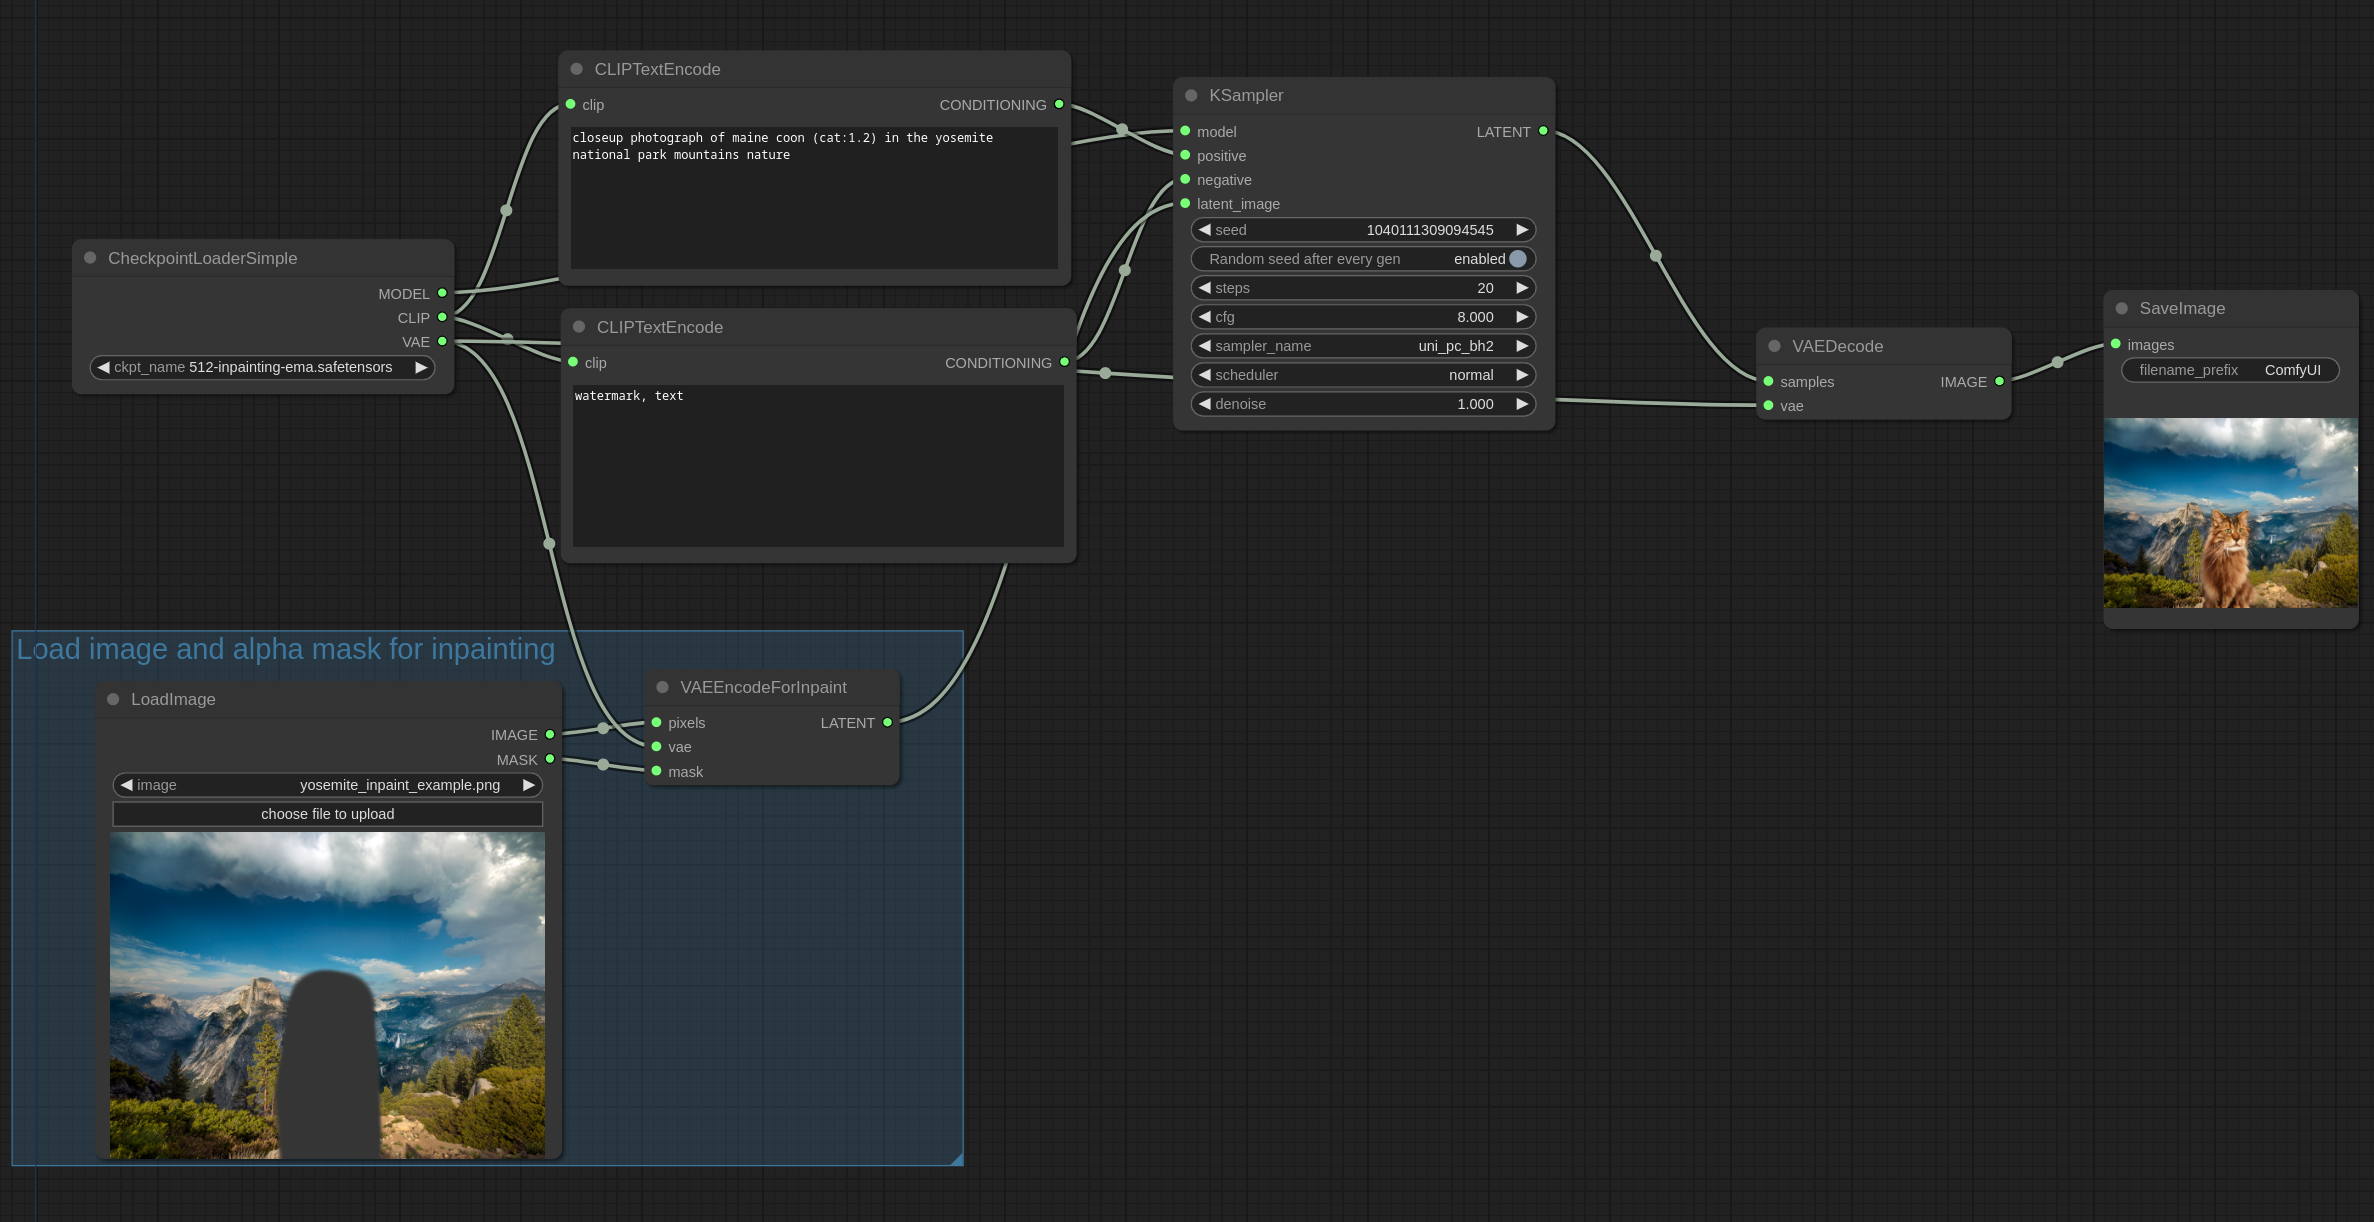 CLIPTextEncode
clip CONDITIONING
closeup photograph of maine coon (cat:1.2) in the yosemite
national park mountains nature
CheckpointLoaderSimple
MODEL
CLIP
VAE
ckpt_name 512-inpainting-ema.safetensors
CLIPTextEncode
clip CONDITIONING
watermark, text
KSampler
model LATENT
positive
negative
latent_image
seed 1040111309094545
Random seed after every gen enabled
steps 20
cfg 8.000
sampler_name uni_pc_bh2
scheduler normal
denoise 1.000
VAEDecode
samples IMAGE
vae
SaveImage
images
filename_prefix ComfyUI
Load image and alpha mask for inpainting
LoadImage
IMAGE
MASK
image yosemite_inpaint_example.png
choose file to upload
VAEEncodeForInpaint
pixels LATENT
vae
mask